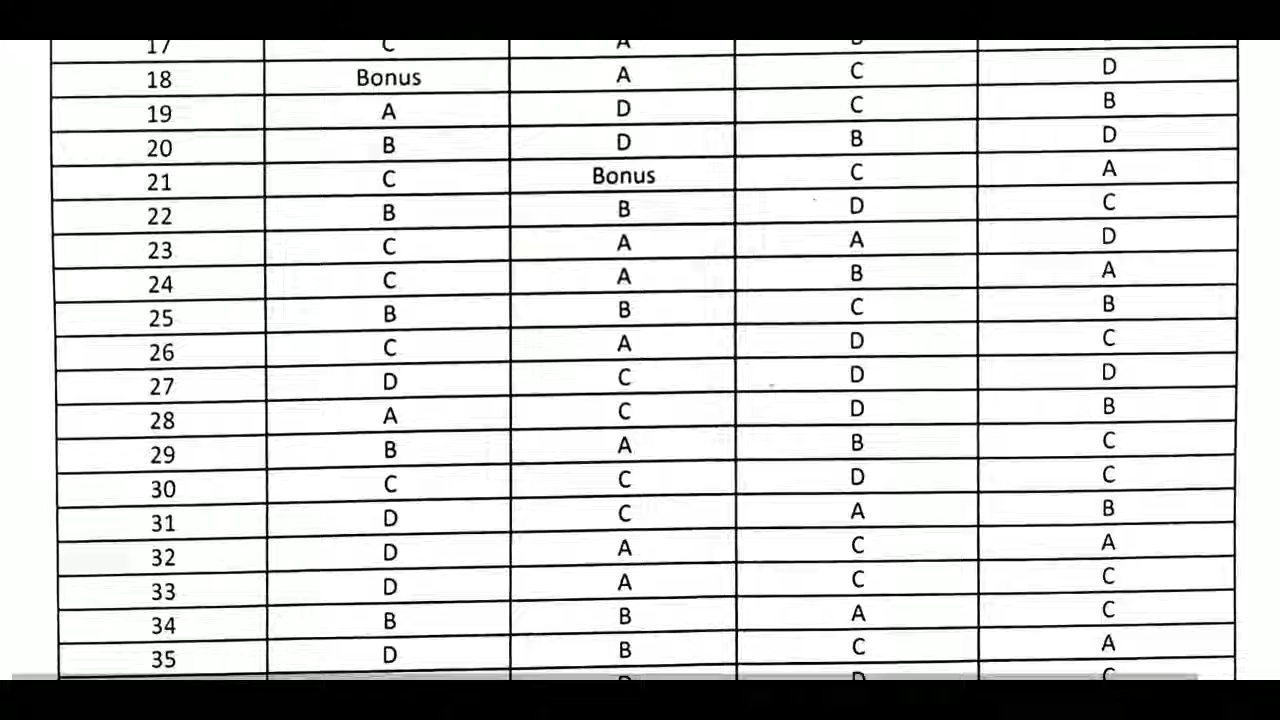 17 C A
18 Bonus A C D
19 A D C B
20 B D B D
21 C Bonus C A
22 B B D C
23 C A A D
24 C A B A
25 B B C B
26 C A D C
27 D C D D
28 A C D B
29 B A B C
30 C C D C
31 D C A B
32 D A C A
33 D A C C
34 B B A C
35 D B C A